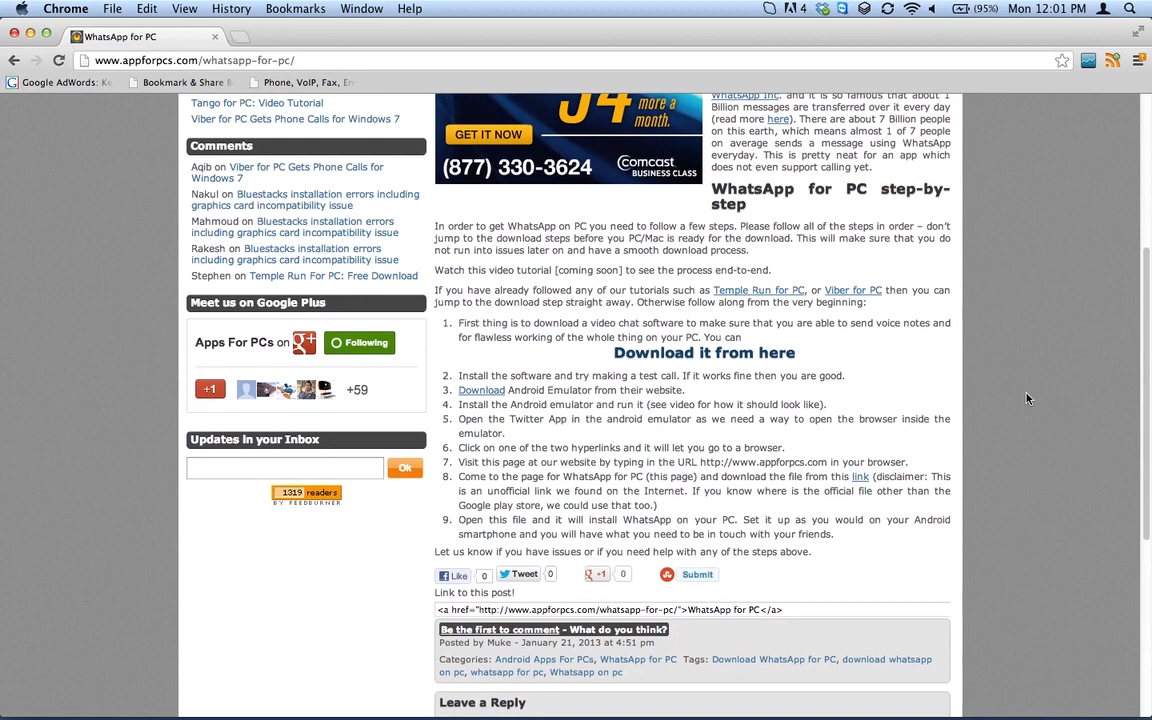 Chrome File Edit View History Bookmarks Window Help 4 (95%) Mon 12:01 PM
WhatsApp for PC
www.appforpcs.com/whatsapp-for-pc/
Google AdWords: Ke Bookmark & Share B Phone, VoIP, Fax, Em
Tango for PC: Video Tutorial
Viber for PC Gets Phone Calls for Windows 7
Comments
Aqib on Viber for PC Gets Phone Calls for
Windows 7
Nakul on Bluestacks installation errors including
graphics card incompatibility issue
Mahmoud on Bluestacks installation errors
including graphics card incompatibility issue
Rakesh on Bluestacks installation errors
including graphics card incompatibility issue
Stephen on Temple Run For PC: Free Download
Meet us on Google Plus
Apps For PCs on g+ Following
+1 +59
Updates in your Inbox
Ok
1319 readers
BY FEEDBURNER
34 more a
month.
GET IT NOW
(877) 330-3624 Comcast
BUSINESS CLASS
WhatsApp Inc. and it is so famous that about 1
Billion messages are transferred over it every day
(read more here). There are about 7 Billion people
on this earth, which means almost 1 of 7 people
on average sends a message using WhatsApp
everyday. This is pretty neat for an app which
does not even support calling yet.
WhatsApp for PC step-by-
step
In order to get WhatsApp on PC you need to follow a few steps. Please follow all of the steps in order – don't
jump to the download steps before you PC/Mac is ready for the download. This will make sure that you do
not run into issues later on and have a smooth download process.
Watch this video tutorial [coming soon] to see the process end-to-end.
If you have already followed any of our tutorials such as Temple Run for PC, or Viber for PC then you can
jump to the download step straight away. Otherwise follow along from the very beginning:
1. First thing is to download a video chat software to make sure that you are able to send voice notes and
for flawless working of the whole thing on your PC. You can
Download it from here
2. Install the software and try making a test call. If it works fine then you are good.
3. Download Android Emulator from their website.
4. Install the Android emulator and run it (see video for how it should look like).
5. Open the Twitter App in the android emulator as we need a way to open the browser inside the
emulator.
6. Click on one of the two hyperlinks and it will let you go to a browser.
7. Visit this page at our website by typing in the URL http://www.appforpcs.com in your browser.
8. Come to the page for WhatsApp for PC (this page) and download the file from this link (disclaimer: This
is an unofficial link we found on the Internet. If you know where is the official file other than the
Google play store, we could use that too.)
9. Open this file and it will install WhatsApp on your PC. Set it up as you would on your Android
smartphone and you will have what you need to be in touch with your friends.
Let us know if you have issues or if you need help with any of the steps above.
Like 0 Tweet 0 +1 0 Submit
Link to this post!
<a href="http://www.appforpcs.com/whatsapp-for-pc/">WhatsApp for PC</a>
Be the first to comment - What do you think?
Posted by Muke - January 21, 2013 at 4:51 pm
Categories: Android Apps For PCs, WhatsApp for PC Tags: Download WhatsApp for PC, download whatsapp
on pc, whatsapp for pc, Whatsapp on pc
Leave a Reply